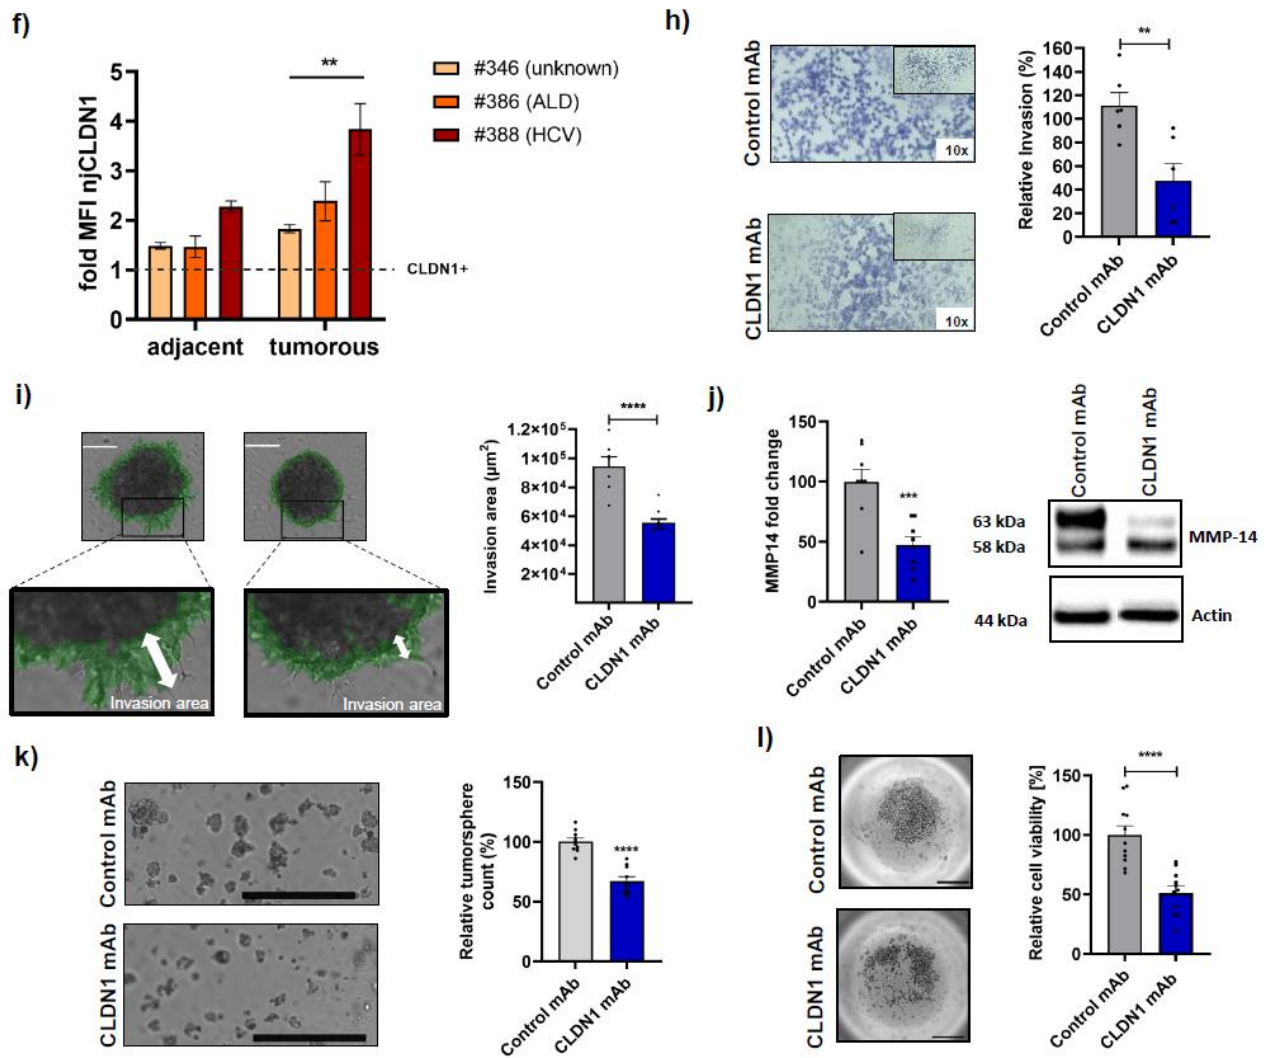 f)
fold MFI njCLDN1
5
4
3
2
1
0
**
CLDN1+
adjacent
tumorous
#346 (unknown)
#386 (ALD)
#388 (HCV)
h)
Control mAb
10x
CLDN1 mAb
10x
Relative Invasion (%)
160
140
120
100
80
60
40
20
0
**
Control mAb
CLDN1 mAb
i)
Invasion area
Invasion area
Invasion area (µm²)
1.2×10⁵
1×10⁵
8×10⁴
6×10⁴
4×10⁴
2×10⁴
****
Control mAb
CLDN1 mAb
j)
MMP14 fold change
150
100
50
0
***
Control mAb
CLDN1 mAb
Control mAb
CLDN1 mAb
63 kDa
58 kDa
MMP-14
44 kDa
Actin
k)
Control mAb
CLDN1 mAb
Relative tumorsphere
count (%)
150
100
50
0
****
Control mAb
CLDN1 mAb
l)
Control mAb
CLDN1 mAb
Relative cell viability [%]
150
100
50
0
****
Control mAb
CLDN1 mAb